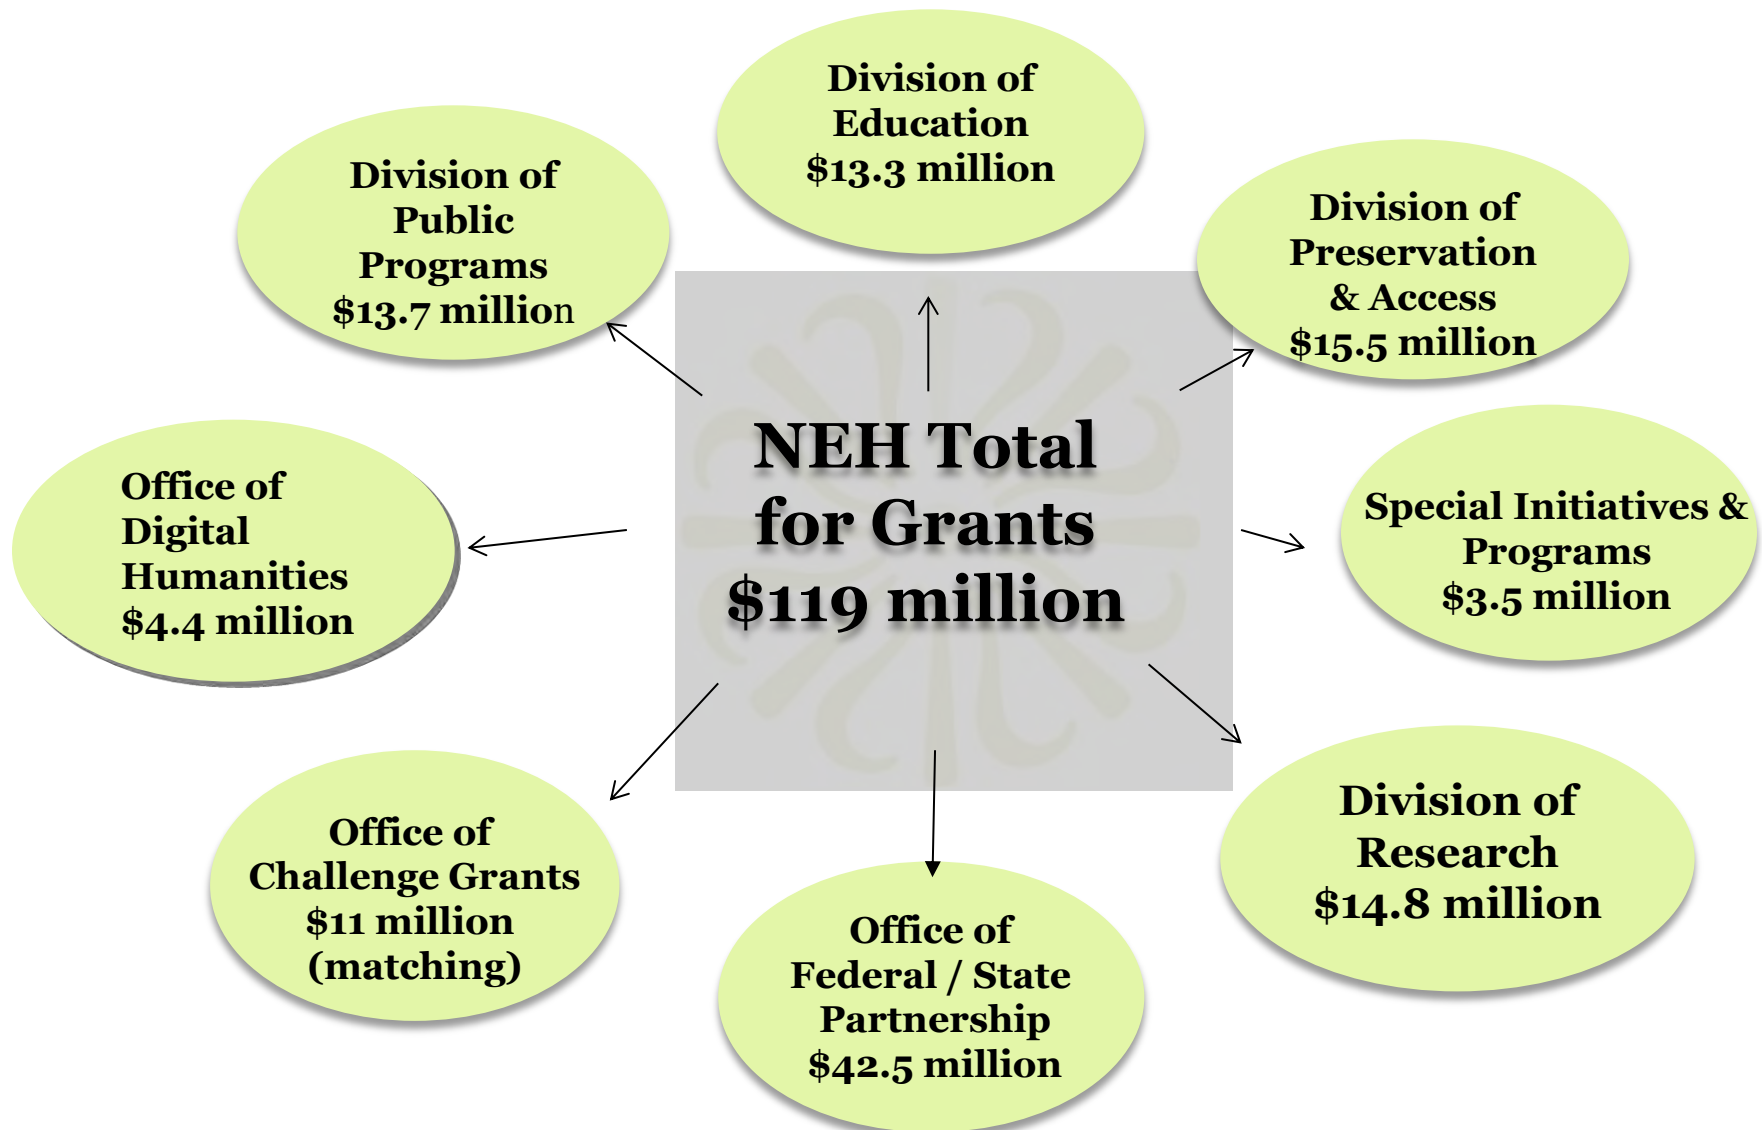 Division of
Education
$13.3 million
Division of
Public
Programs
$13.7 million
Division of
Preservation
& Access
$15.5 million
NEH Total
for Grants
$119 million
Office of
Digital
Humanities
$4.4 million
Special Initiatives &
Programs
$3.5 million
Office of
Challenge Grants
$11 million
(matching)
Division of
Research
$14.8 million
Office of
Federal / State
Partnership
$42.5 million